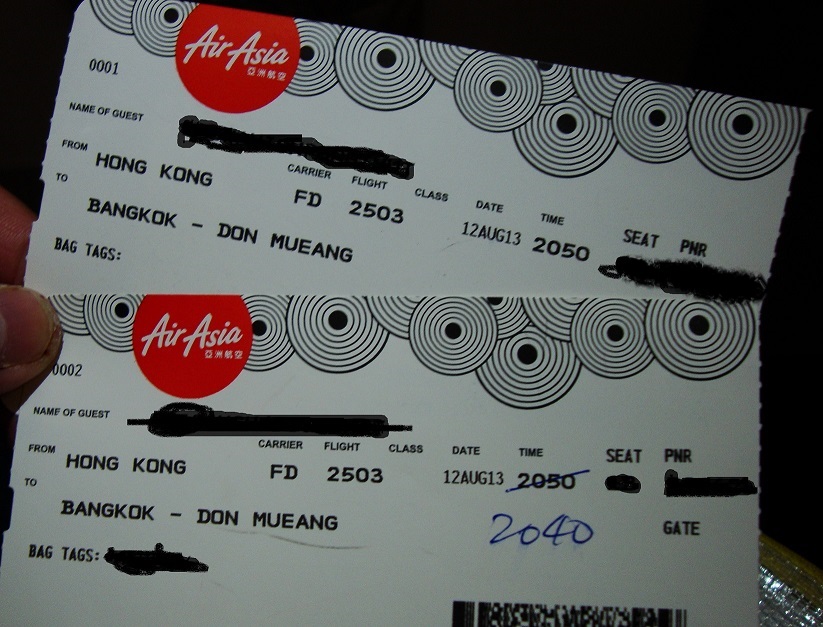 AirAsia
亞洲航空
0001
NAME OF GUEST
FROM HONG KONG CARRIER FLIGHT CLASS DATE TIME SEAT PNR
FD 2503 12AUG13 2050
TO BANGKOK - DON MUEANG
BAG TAGS:
AirAsia
亞洲航空
0002
NAME OF GUEST
FROM HONG KONG CARRIER FLIGHT CLASS DATE TIME SEAT PNR
FD 2503 12AUG13 2050
TO BANGKOK - DON MUEANG 2040 GATE
BAG TAGS: